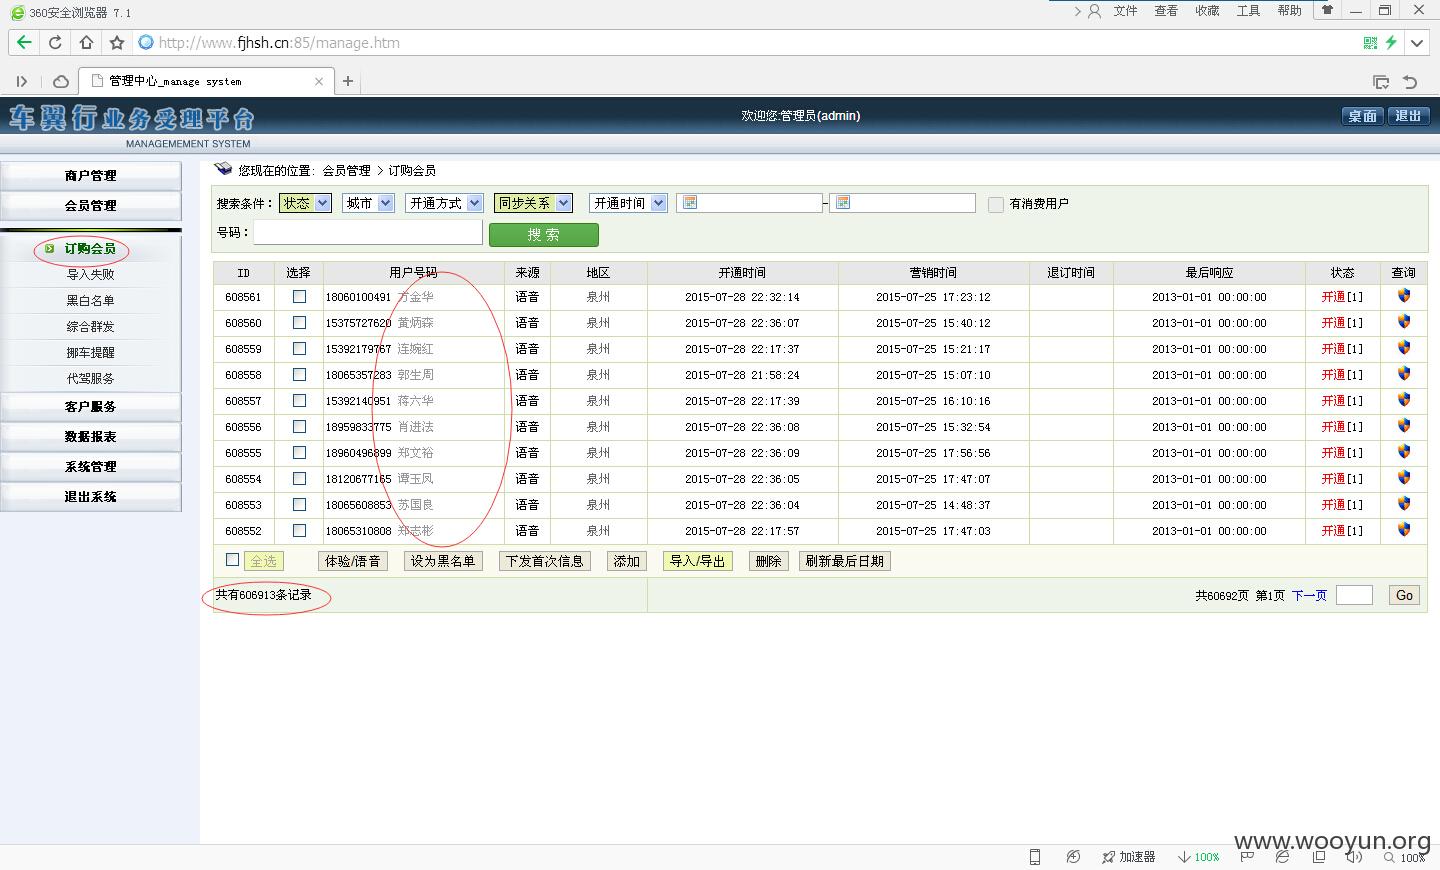 360安全浏览器 7.1
文件 查看 收藏 工具 帮助
http://www.fjhsh.cn:85/manage.htm
管理中心_manage system
车翼行业务受理平台
MANAGEMEMENT SYSTEM
欢迎您:管理员(admin)
桌面 退出
商户管理
会员管理
订购会员
导入失败
黑白名单
综合群发
挪车提醒
代驾服务
客户服务
数据报表
系统管理
退出系统
您现在的位置: 会员管理 > 订购会员
搜索条件: 状态 城市 开通方式 同步关系 开通时间 - 有消费用户
号码: 搜 索
ID 选择 用户号码 来源 地区 开通时间 营销时间 退订时间 最后响应 状态 查询
608561 18060100491 方金华 语音 泉州 2015-07-28 22:32:14 2015-07-25 17:23:12 2013-01-01 00:00:00 开通[1]
608560 15375727620 黄炳森 语音 泉州 2015-07-28 22:36:07 2015-07-25 15:40:12 2013-01-01 00:00:00 开通[1]
608559 15392179767 连婉红 语音 泉州 2015-07-28 22:17:37 2015-07-25 15:21:17 2013-01-01 00:00:00 开通[1]
608558 18065357283 郭生周 语音 泉州 2015-07-28 21:58:24 2015-07-25 15:07:10 2013-01-01 00:00:00 开通[1]
608557 15392140951 蒋六华 语音 泉州 2015-07-28 22:17:39 2015-07-25 16:10:16 2013-01-01 00:00:00 开通[1]
608556 18959833775 肖进法 语音 泉州 2015-07-28 22:36:08 2015-07-25 15:32:54 2013-01-01 00:00:00 开通[1]
608555 18960496899 郑文裕 语音 泉州 2015-07-28 22:36:09 2015-07-25 17:56:56 2013-01-01 00:00:00 开通[1]
608554 18120677165 谭玉凤 语音 泉州 2015-07-28 22:36:05 2015-07-25 17:47:07 2013-01-01 00:00:00 开通[1]
608553 18065608853 苏国良 语音 泉州 2015-07-28 22:36:04 2015-07-25 14:48:37 2013-01-01 00:00:00 开通[1]
608552 18065310808 郑志彬 语音 泉州 2015-07-28 22:17:57 2015-07-25 17:47:03 2013-01-01 00:00:00 开通[1]
全选 体验/语音 设为黑名单 下发首次信息 添加 导入/导出 删除 刷新最后日期
共有606913条记录 共60692页 第1页 下一页 Go
www.wooyun.org
加速器 100% 100%